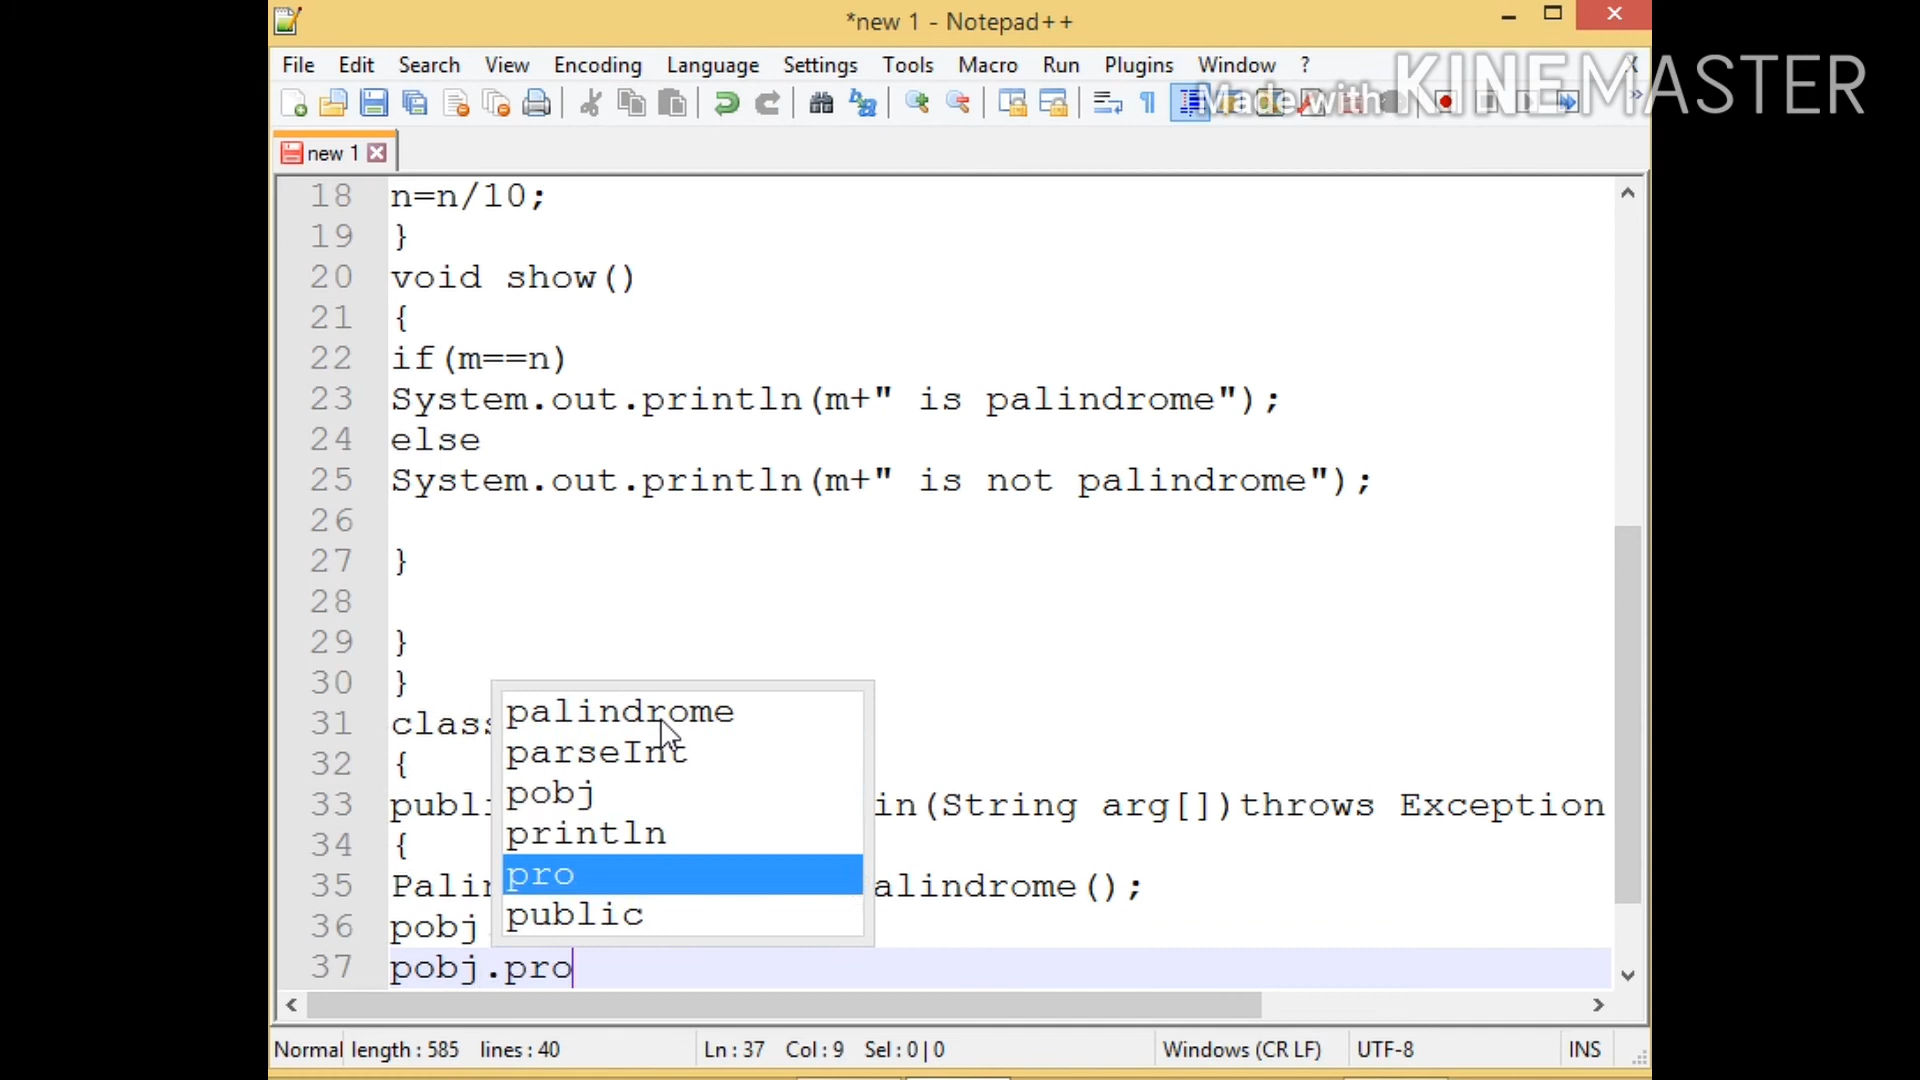 *new 1 - Notepad++
File Edit Search View Encoding Language Settings Tools Macro Run Plugins Window ? X
Made with KINEMASTER
new 1
18 n=n/10;
19 }
20 void show()
21 {
22 if(m==n)
23 System.out.println(m+" is palindrome");
24 else
25 System.out.println(m+" is not palindrome");
26
27 }
28
29 }
30 }
31 class
32 {
33 publi in(String arg[])throws Exception
34 {
35 Palin alindrome();
36 pobj
37 pobj.pro
palindrome
parseInt
pobj
println
pro
public
Normal length : 585 lines : 40 Ln : 37 Col : 9 Sel : 0 | 0 Windows (CR LF) UTF-8 INS